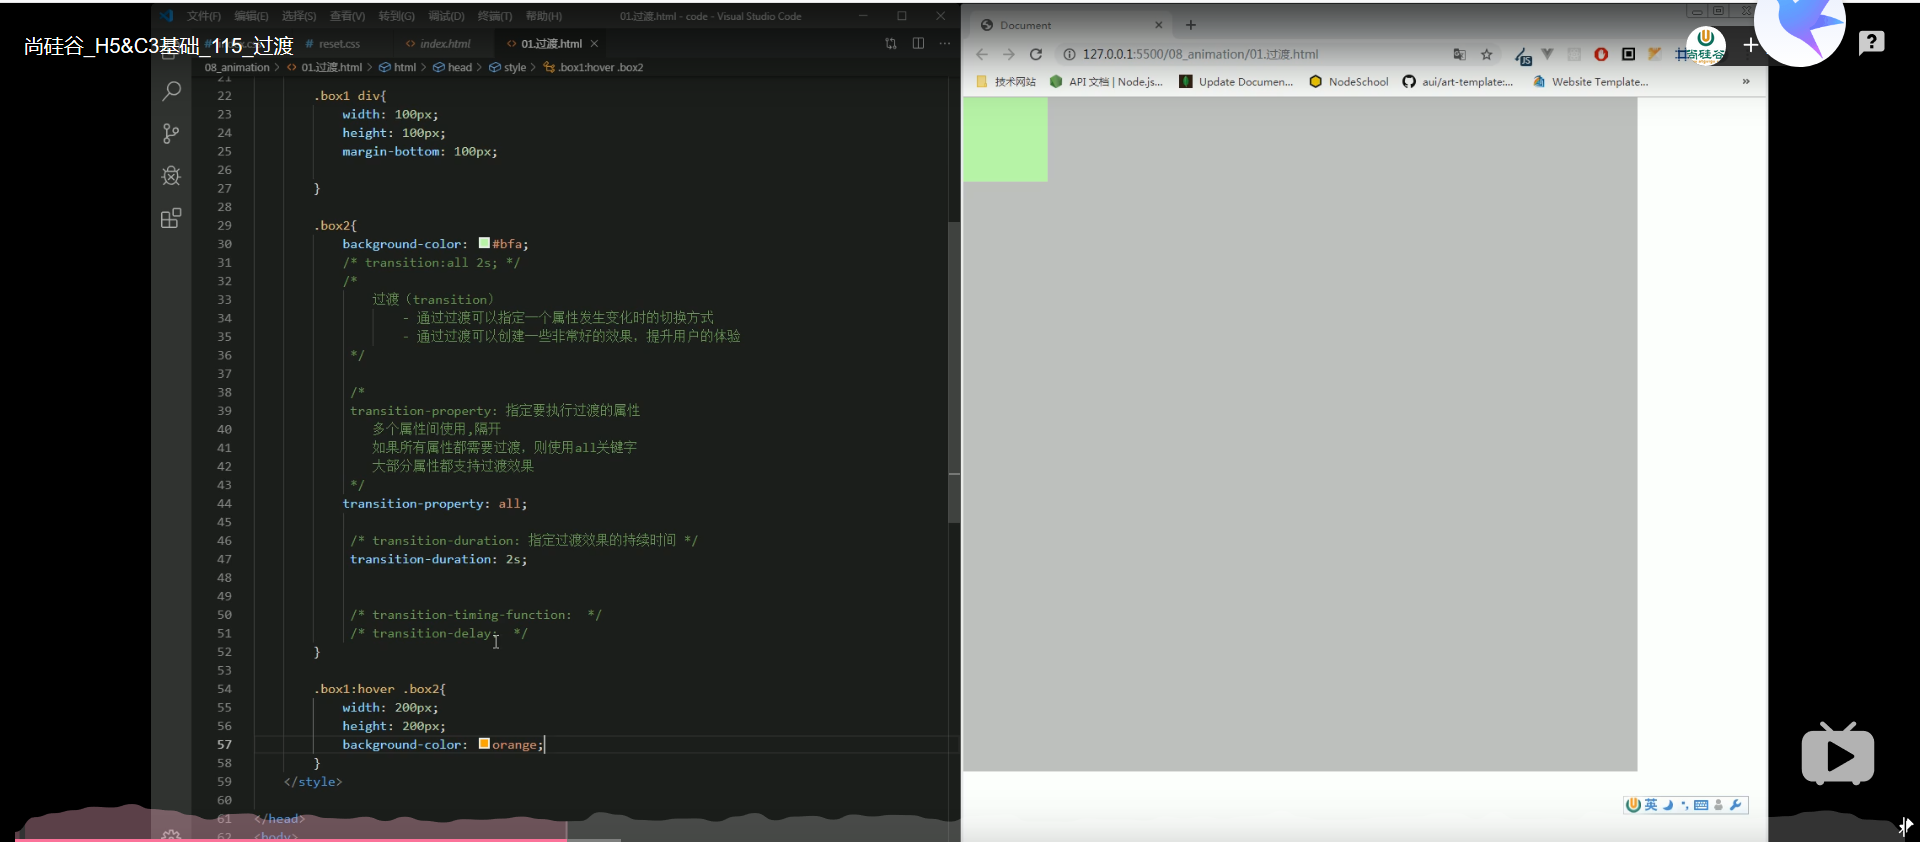 文件(F) 编辑(E) 选择(S) 查看(V) 转到(G) 调试(D) 终端(T) 帮助(H) 01.过渡.html - code - Visual Studio Code
尚硅谷_H5&C3基础_115_过渡
# reset.css <> index.html <> 01.过渡.html ×
08_animation > <> 01.过渡.html > html > head > style > .box1:hover .box2
21
22 .box1 div{
23 width: 100px;
24 height: 100px;
25 margin-bottom: 100px;
26
27 }
28
29 .box2{
30 background-color: #bfa;
31 /* transition:all 2s; */
32 /*
33 过渡（transition）
34 - 通过过渡可以指定一个属性发生变化时的切换方式
35 - 通过过渡可以创建一些非常好的效果，提升用户的体验
36 */
37
38 /*
39 transition-property: 指定要执行过渡的属性
40 多个属性间使用,隔开
41 如果所有属性都需要过渡，则使用all关键字
42 大部分属性都支持过渡效果
43 */
44 transition-property: all;
45
46 /* transition-duration: 指定过渡效果的持续时间 */
47 transition-duration: 2s;
48
49
50 /* transition-timing-function:  */
51 /* transition-delay:  */
52 }
53
54 .box1:hover .box2{
55 width: 200px;
56 height: 200px;
57 background-color: orange;
58 }
59 </style>
60
61 </head>
62 <body>
Document
127.0.0.1:5500/08_animation/01.过渡.html
JS
尚硅谷
技术网站 API 文档 | Node.js... Update Documen... NodeSchool aui/art-template:... Website Template... »
英